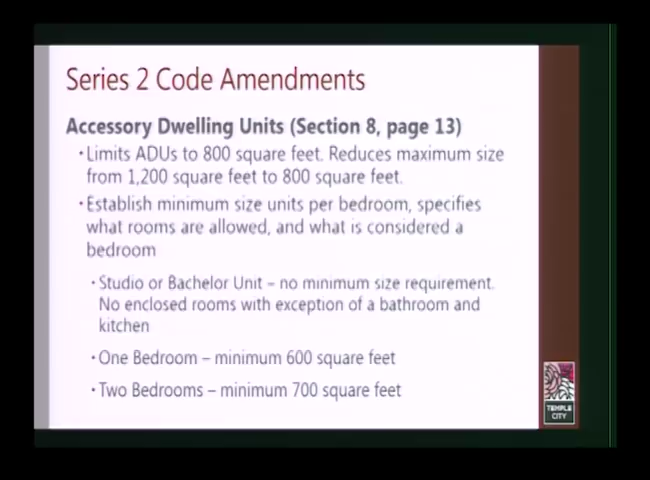 Series 2 Code Amendments
Accessory Dwelling Units (Section 8, page 13)
• Limits ADUs to 800 square feet. Reduces maximum size
from 1,200 square feet to 800 square feet.
• Establish minimum size units per bedroom, specifies
what rooms are allowed, and what is considered a
bedroom
• Studio or Bachelor Unit – no minimum size requirement.
No enclosed rooms with exception of a bathroom and
kitchen
• One Bedroom – minimum 600 square feet
• Two Bedrooms – minimum 700 square feet
TEMPLE
CITY